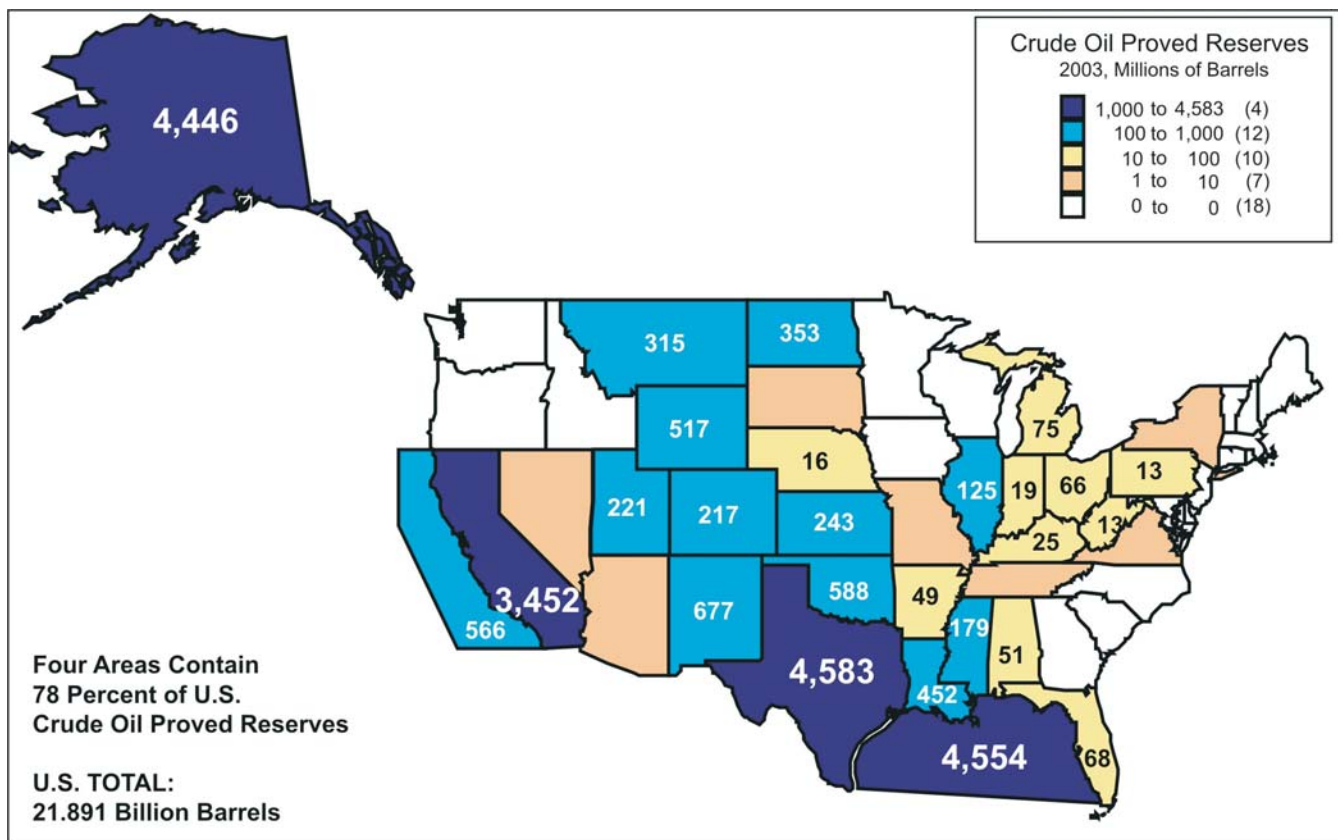 Crude Oil Proved Reserves
2003, Millions of Barrels
1,000 to 4,583 (4)
100 to 1,000 (12)
10 to 100 (10)
1 to 10 (7)
0 to 0 (18)
4,446
315
353
517
16
75
125
19
66
13
221
217
243
25
13
3,452
677
588
49
179
51
566
4,583
452
4,554
68
Four Areas Contain
78 Percent of U.S.
Crude Oil Proved Reserves
U.S. TOTAL:
21.891 Billion Barrels